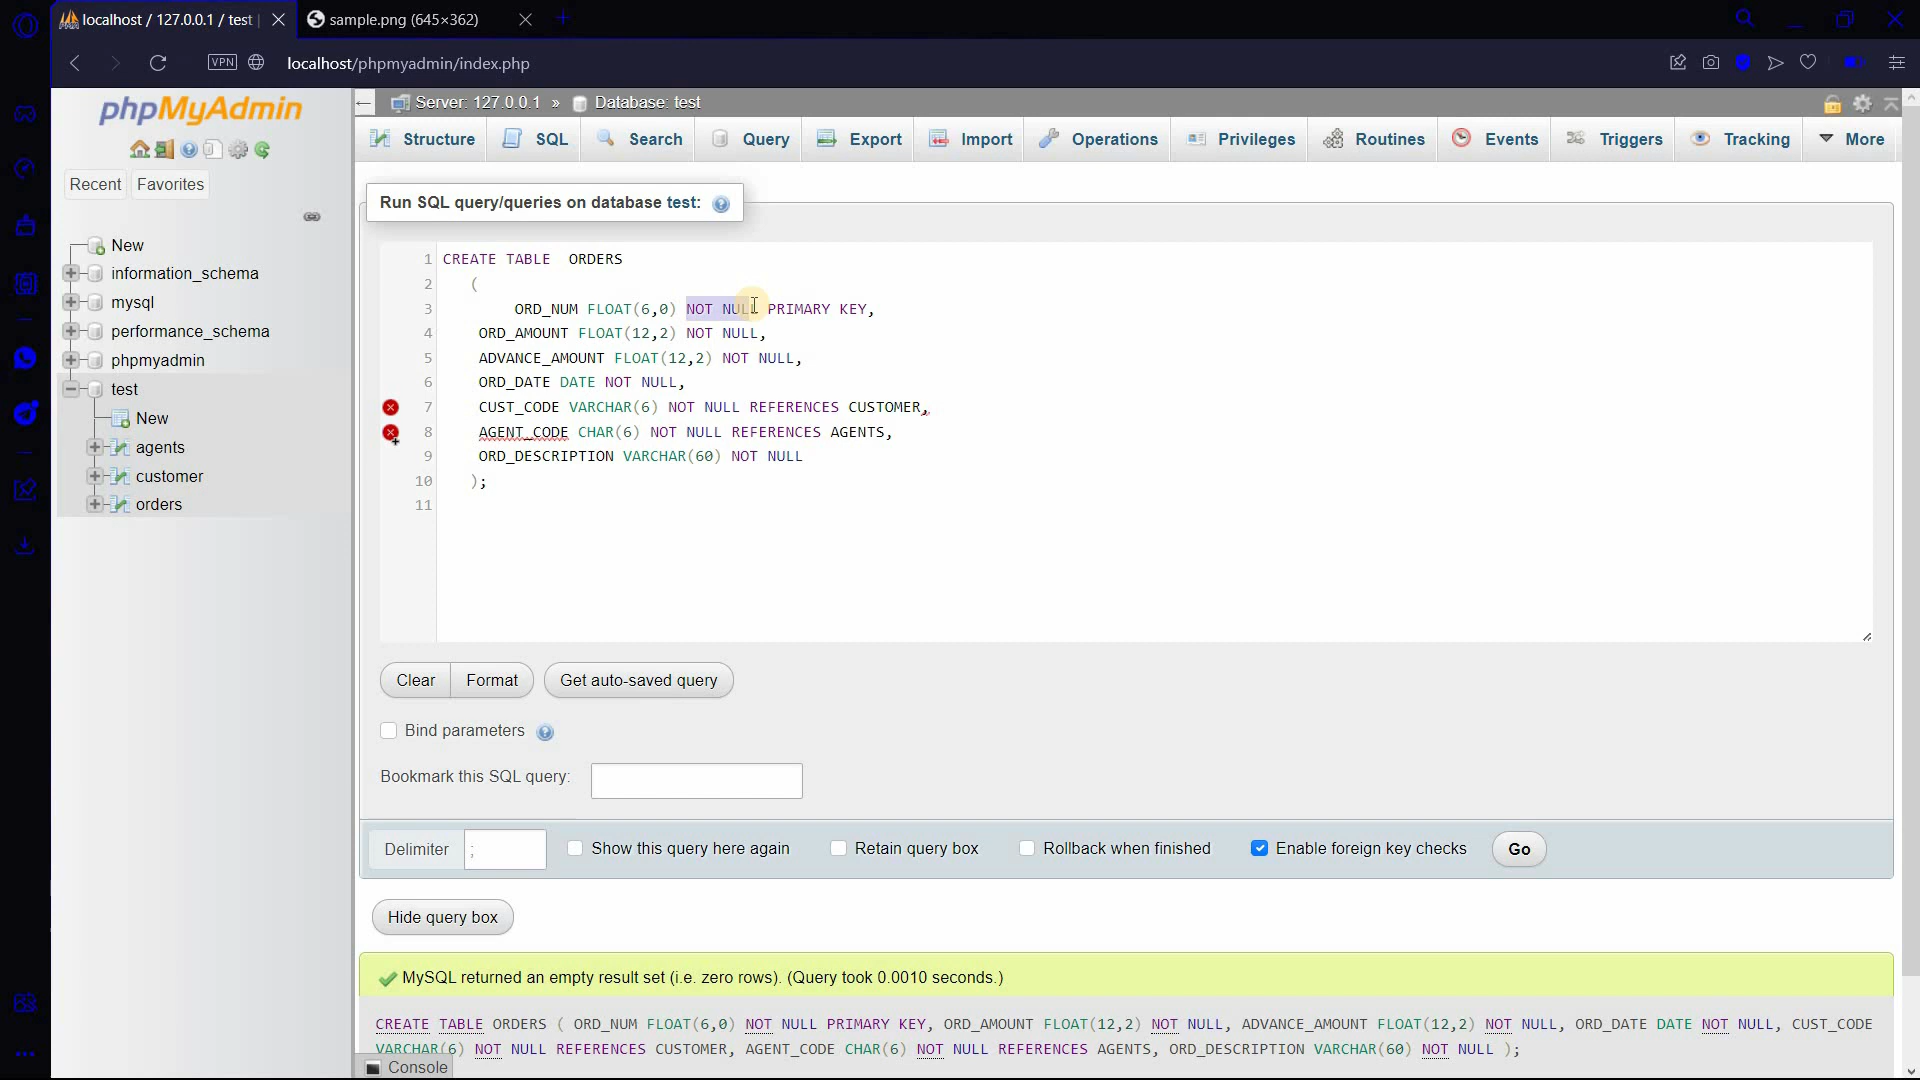 localhost / 127.0.0.1 / test
sample.png (645×362)
VPN
localhost/phpmyadmin/index.php
phpMyAdmin
Recent
Favorites
New
information_schema
mysql
performance_schema
phpmyadmin
test
New
agents
customer
orders
Server: 127.0.0.1 » Database: test
Structure
SQL
Search
Query
Export
Import
Operations
Privileges
Routines
Events
Triggers
Tracking
More
Run SQL query/queries on database test:
1 CREATE TABLE ORDERS
2 (
3 ORD_NUM FLOAT(6,0) NOT NULL PRIMARY KEY,
4 ORD_AMOUNT FLOAT(12,2) NOT NULL,
5 ADVANCE_AMOUNT FLOAT(12,2) NOT NULL,
6 ORD_DATE DATE NOT NULL,
7 CUST_CODE VARCHAR(6) NOT NULL REFERENCES CUSTOMER,
8 AGENT_CODE CHAR(6) NOT NULL REFERENCES AGENTS,
9 ORD_DESCRIPTION VARCHAR(60) NOT NULL
10 );
11
Clear
Format
Get auto-saved query
Bind parameters
Bookmark this SQL query:
Delimiter
;
Show this query here again
Retain query box
Rollback when finished
Enable foreign key checks
Go
Hide query box
MySQL returned an empty result set (i.e. zero rows). (Query took 0.0010 seconds.)
CREATE TABLE ORDERS ( ORD_NUM FLOAT(6,0) NOT NULL PRIMARY KEY, ORD_AMOUNT FLOAT(12,2) NOT NULL, ADVANCE_AMOUNT FLOAT(12,2) NOT NULL, ORD_DATE DATE NOT NULL, CUST_CODE
VARCHAR(6) NOT NULL REFERENCES CUSTOMER, AGENT_CODE CHAR(6) NOT NULL REFERENCES AGENTS, ORD_DESCRIPTION VARCHAR(60) NOT NULL );
Console